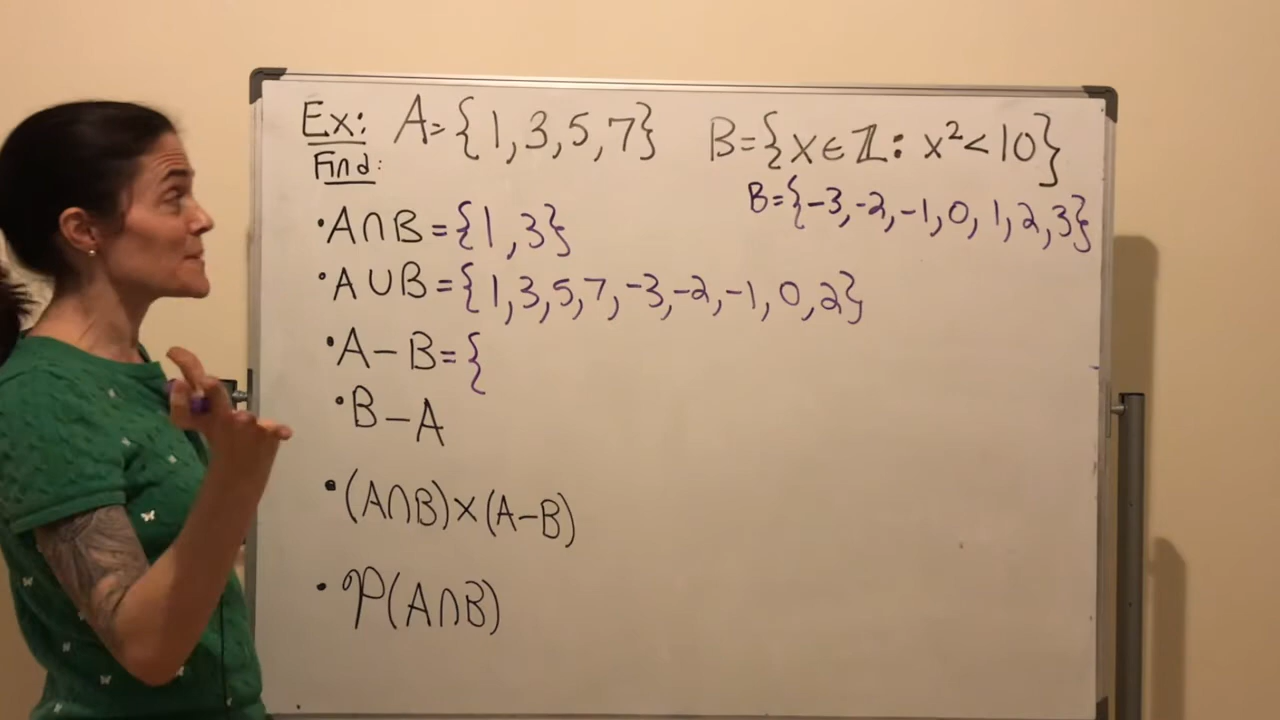 Ex: A={1,3,5,7} B={x∈ℤ: x²<10}
Find:
B={-3,-2,-1,0,1,2,3}
•A∩B={1,3}
•A∪B={1,3,5,7,-3,-2,-1,0,2}
•A-B={
•B-A
•(A∩B)×(A-B)
•𝒫(A∩B)